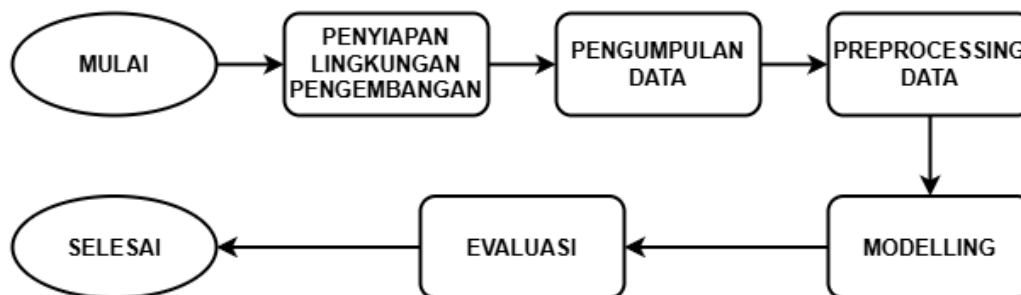 MULAI
PENYIAPAN
LINGKUNGAN
PENGEMBANGAN
PENGUMPULAN
DATA
PREPROCESSING
DATA
MODELLING
EVALUASI
SELESAI